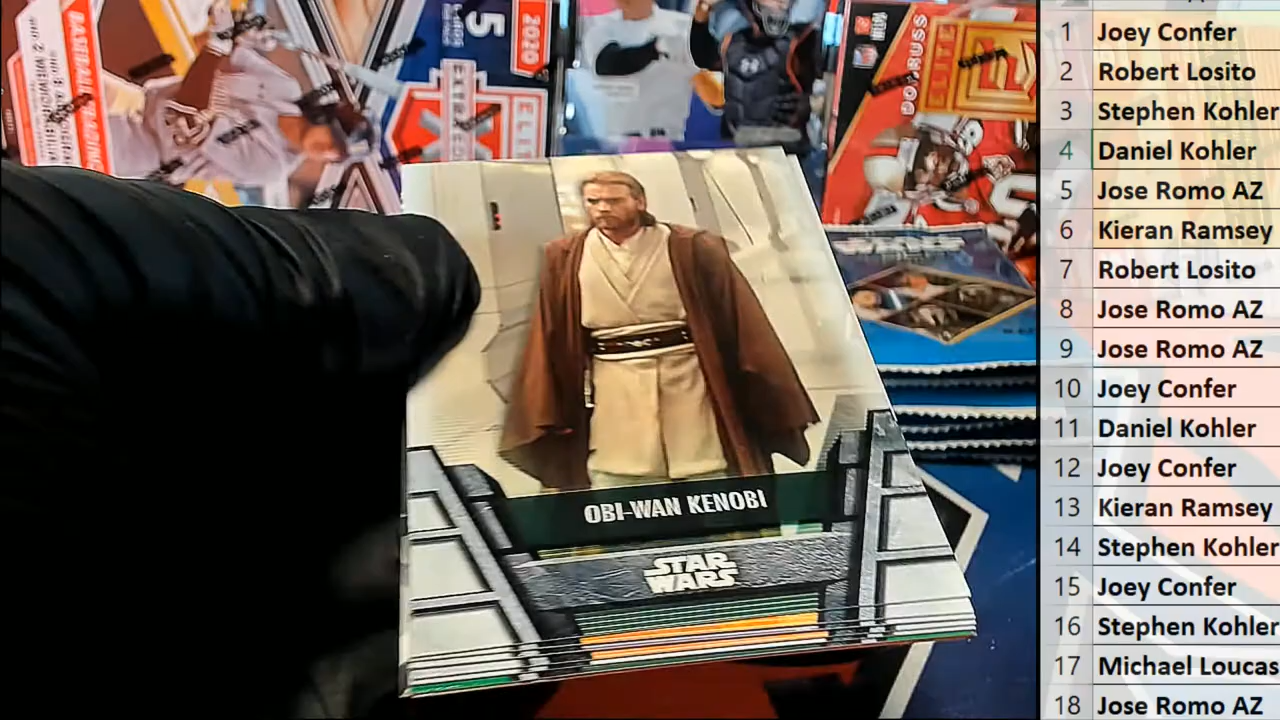 5
2020
EXTRA
DONRUSS
ELITE
OBI-WAN KENOBI
STAR
WARS
1 Joey Confer
2 Robert Losito
3 Stephen Kohler
4 Daniel Kohler
5 Jose Romo AZ
6 Kieran Ramsey
7 Robert Losito
8 Jose Romo AZ
9 Jose Romo AZ
10 Joey Confer
11 Daniel Kohler
12 Joey Confer
13 Kieran Ramsey
14 Stephen Kohler
15 Joey Confer
16 Stephen Kohler
17 Michael Loucas
18 Jose Romo AZ